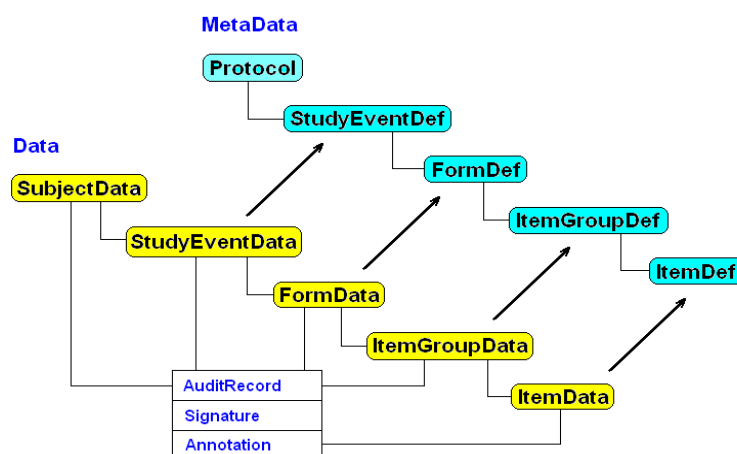 MetaData
Protocol
StudyEventDef
Data
FormDef
SubjectData
ItemGroupDef
StudyEventData
ItemDef
FormData
ItemGroupData
AuditRecord
ItemData
Signature
Annotation